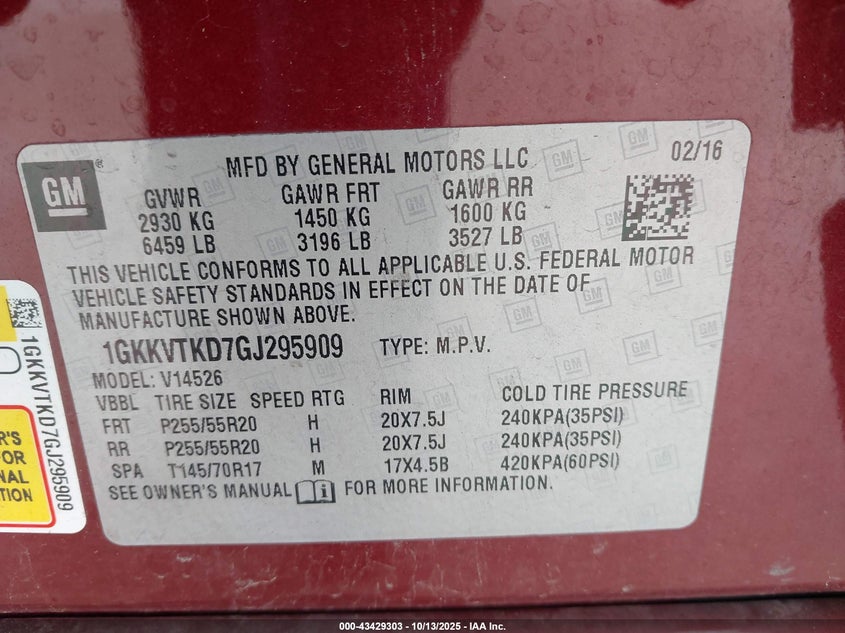 GM
®
MFD BY GENERAL MOTORS LLC
02/16
GVWR GAWR FRT GAWR RR
2930 KG 1450 KG 1600 KG
6459 LB 3196 LB 3527 LB
THIS VEHICLE CONFORMS TO ALL APPLICABLE U.S. FEDERAL MOTOR
VEHICLE SAFETY STANDARDS IN EFFECT ON THE DATE OF
MANUFACTURE SHOWN ABOVE.
1GKKVTKD7GJ295909 TYPE: M.P.V.
MODEL: V14526
VBBL TIRE SIZE SPEED RTG RIM COLD TIRE PRESSURE
FRT P255/55R20 H 20X7.5J 240KPA(35PSI)
RR P255/55R20 H 20X7.5J 240KPA(35PSI)
SPA T145/70R17 M 17X4.5B 420KPA(60PSI)
SEE OWNER'S MANUAL FOR MORE INFORMATION.
1GKKVTKD7GJ295909
R'S
FOR
NAL
TION
000-43429303 - 10/13/2025 - IAA Inc.